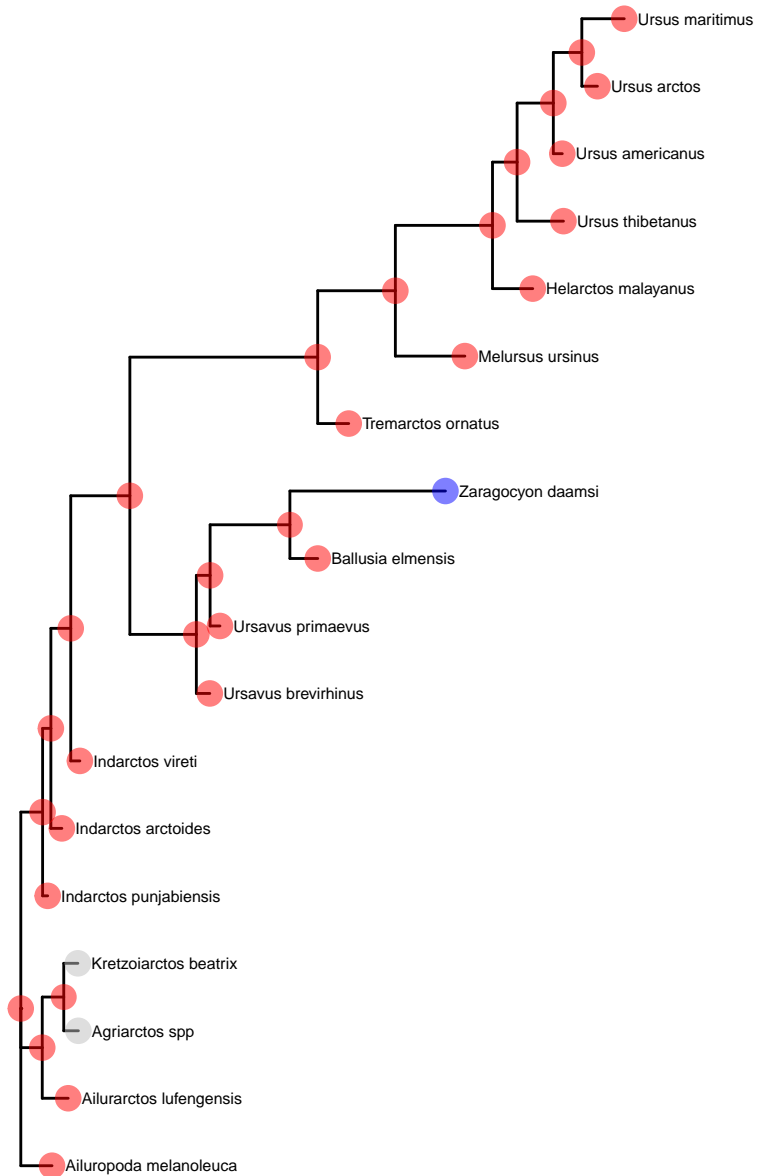 Ursus maritimus
Ursus arctos
Ursus americanus
Ursus thibetanus
Helarctos malayanus
Melursus ursinus
Tremarctos ornatus
Zaragocyon daamsi
Ballusia elmensis
Ursavus primaevus
Ursavus brevirhinus
Indarctos vireti
Indarctos arctoides
Indarctos punjabiensis
Kretzoiarctos beatrix
Agriarctos spp
Ailurarctos lufengensis
Ailuropoda melanoleuca